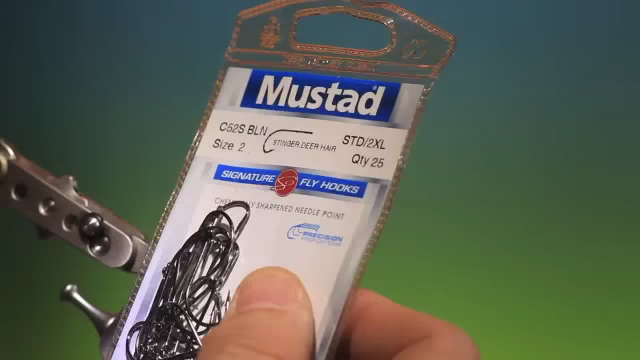 Mustad
C52S BLN STD/2XL
STINGER, DEER HAIR
Size 2 Qty 25
SIGNATURE FLY HOOKS
CHEMICALLY SHARPENED NEEDLE POINT
PRECISION